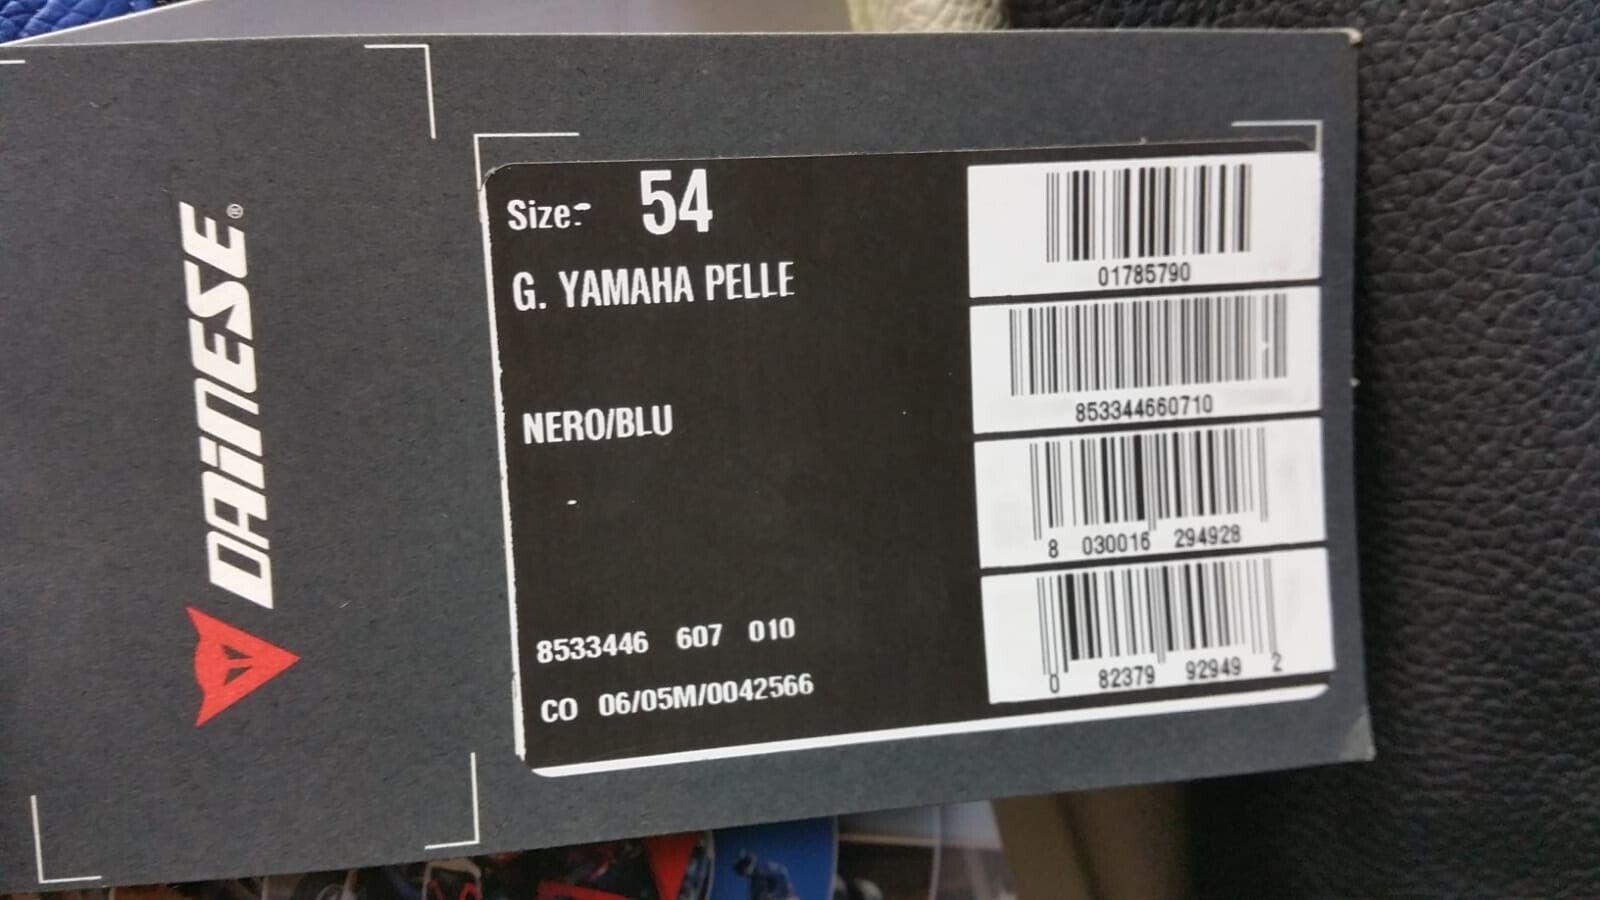 DAINESE®
Size: 54
G. YAMAHA PELLE
NERO/BLU
8533446 607 010
CO 06/05M/0042566
01785790
853344660710
8 030016 294928
0 82379 92949 2